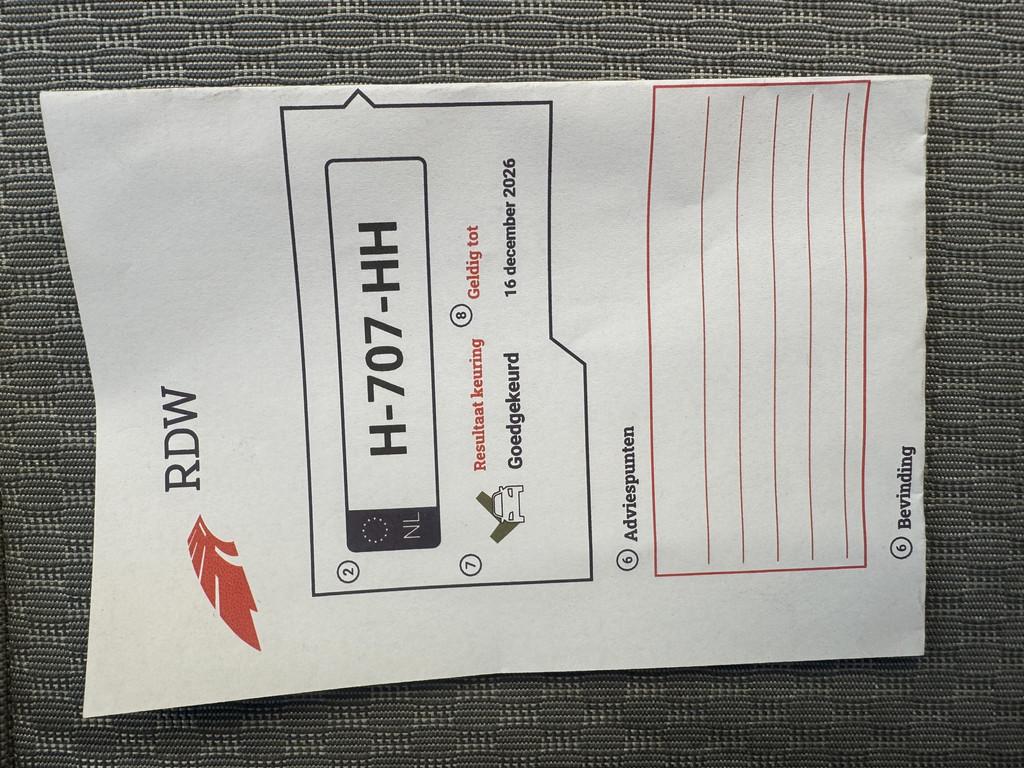 RDW
2
NL
H-707-HH
7
Resultaat keuring
Goedgekeurd
8
Geldig tot
16 december 2026
6 Adviespunten
6 Bevinding